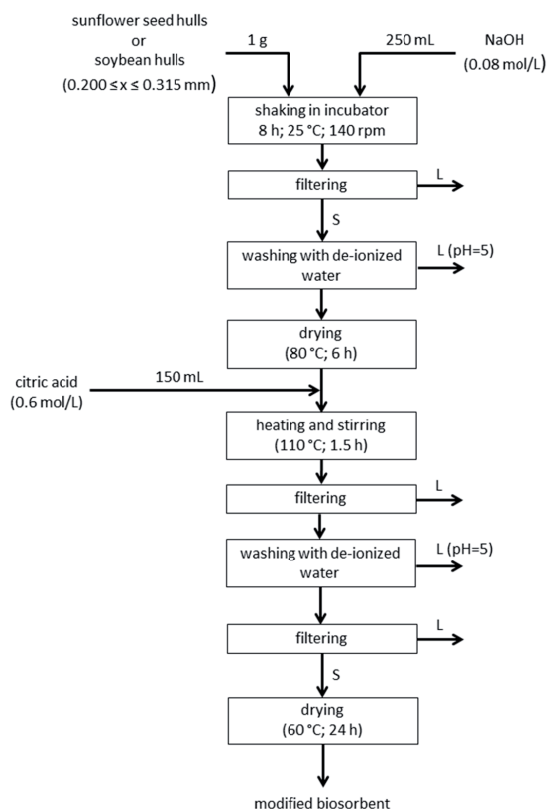 sunflower seed hulls
or
soybean hulls
(0.200 ≤ x ≤ 0.315 mm)
1 g
250 mL
NaOH
(0.08 mol/L)
shaking in incubator
8 h; 25 °C; 140 rpm
filtering
L
S
washing with de-ionized
water
L (pH=5)
drying
(80 °C; 6 h)
citric acid
(0.6 mol/L)
150 mL
heating and stirring
(110 °C; 1.5 h)
filtering
L
washing with de-ionized
water
L (pH=5)
filtering
L
S
drying
(60 °C; 24 h)
modified biosorbent